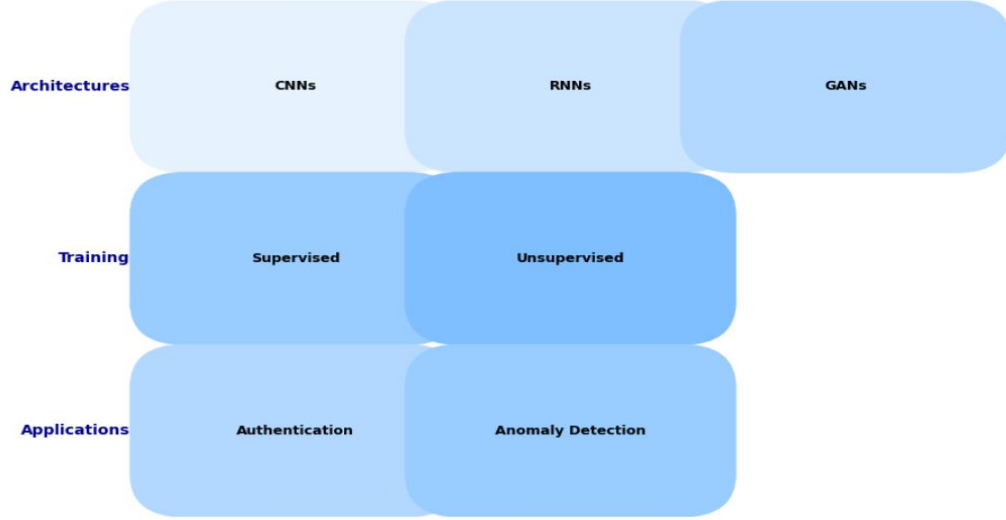 Architectures CNNs RNNs GANs
Training Supervised Unsupervised
Applications Authentication Anomaly Detection